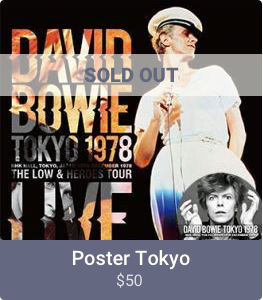 DAVID
SOLD OUT
BOWIE
TOKYO 1978
NHK HALL, TOKYO, JAPAN 12TH DECEMBER 1978
THE LOW & HEROES TOUR
LIVE
DAVID BOWIE TOKYO 1978
Poster Tokyo
$50